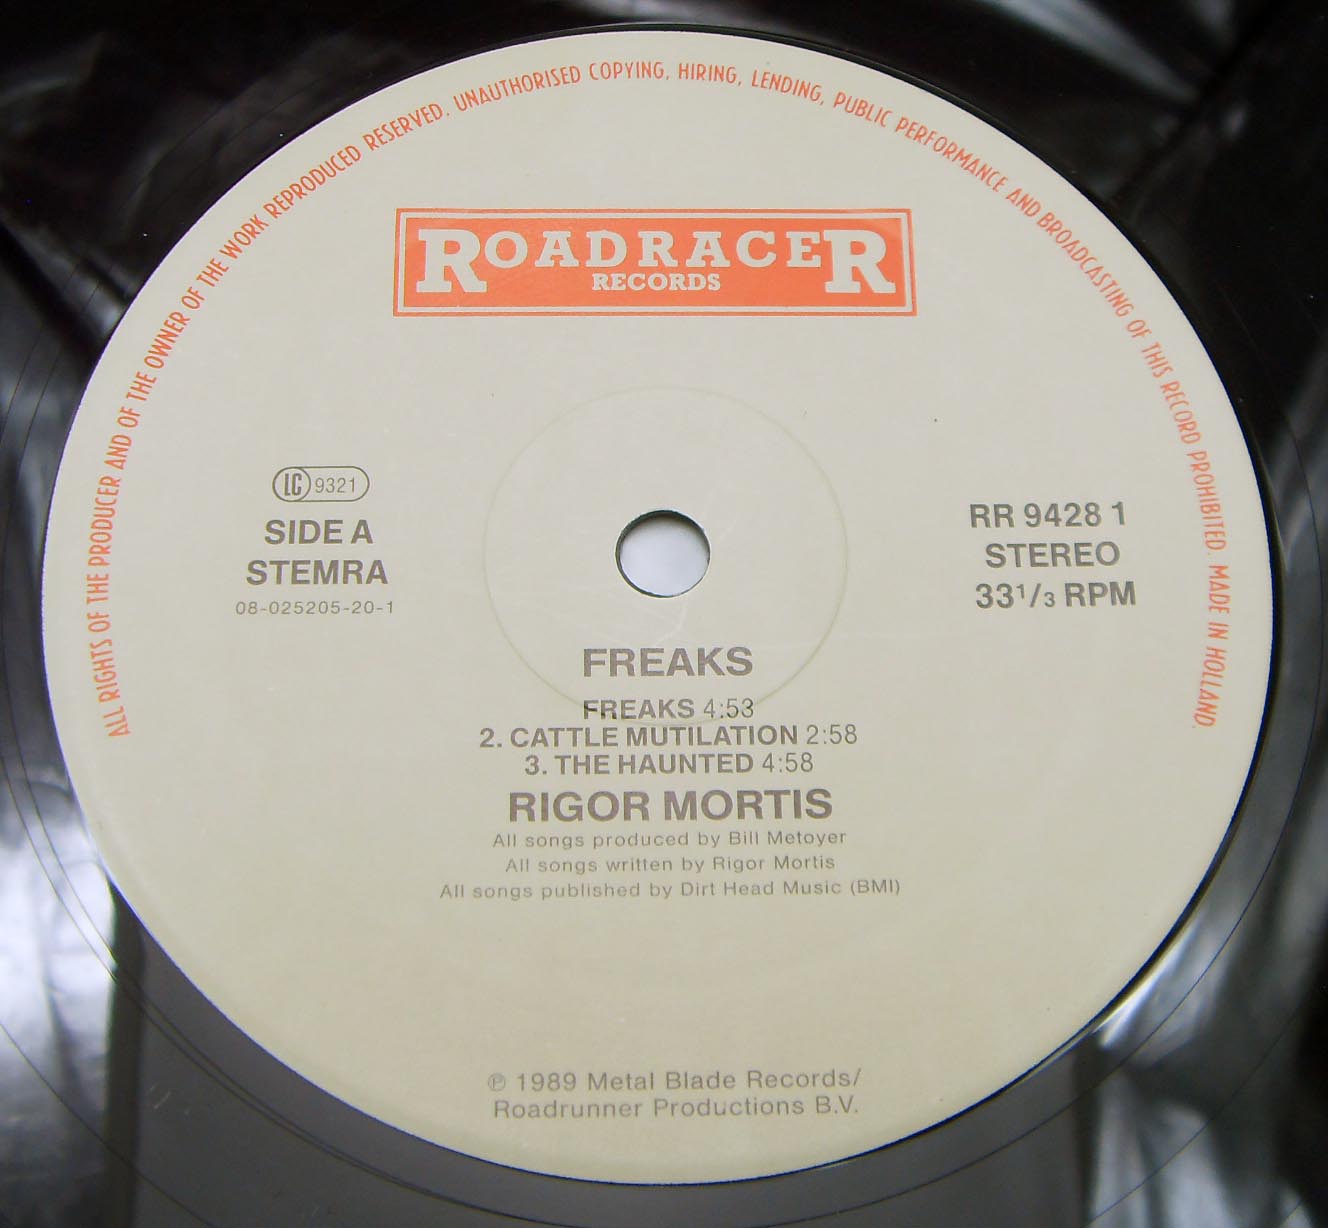 ALL RIGHTS OF THE PRODUCER AND OF THE OWNER OF THE WORK REPRODUCED RESERVED. UNAUTHORISED COPYING, HIRING, LENDING, PUBLIC PERFORMANCE AND BROADCASTING OF THIS RECORD PROHIBITED. MADE IN HOLLAND.
ROADRACER
RECORDS
LC 9321
SIDE A
STEMRA
08-025205-20-1
RR 9428 1
STEREO
33¹/₃ RPM
FREAKS
FREAKS 4:53
2. CATTLE MUTILATION 2:58
3. THE HAUNTED 4:58
RIGOR MORTIS
All songs produced by Bill Metoyer
All songs written by Rigor Mortis
All songs published by Dirt Head Music (BMI)
℗ 1989 Metal Blade Records/
Roadrunner Productions B.V.